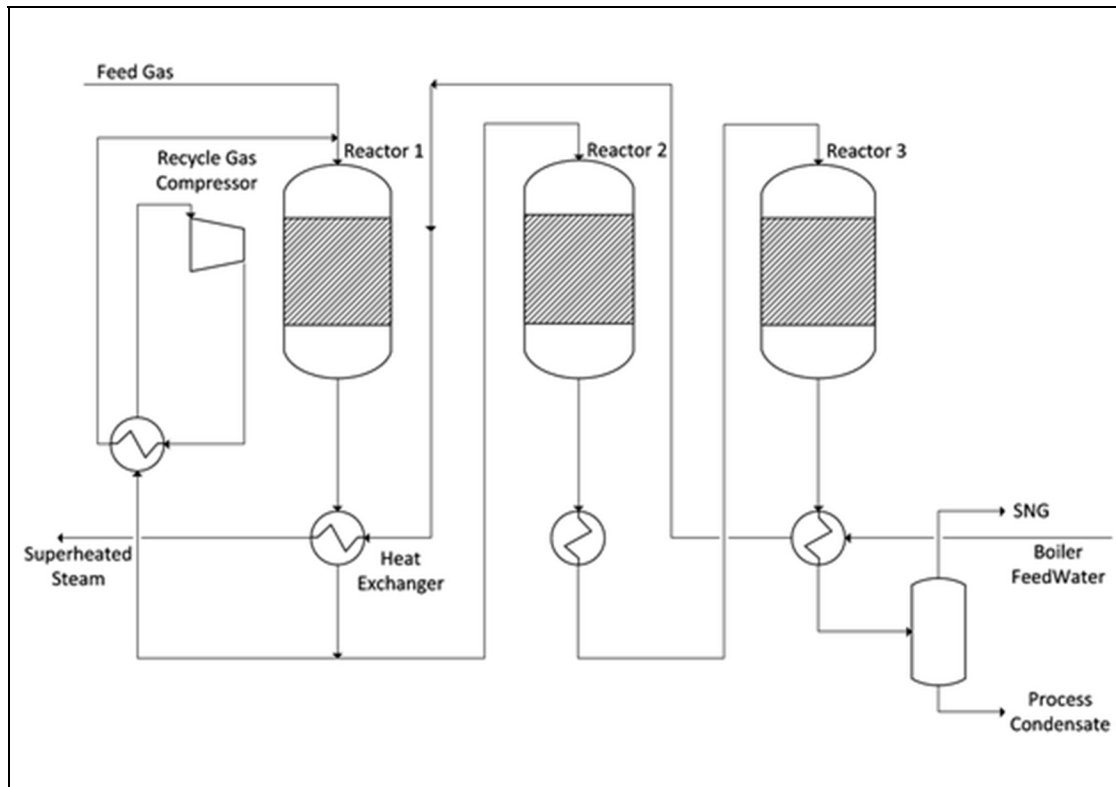 Feed Gas
Recycle Gas
Compressor
Reactor 1
Reactor 2
Reactor 3
Superheated
Steam
Heat
Exchanger
SNG
Boiler
FeedWater
Process
Condensate